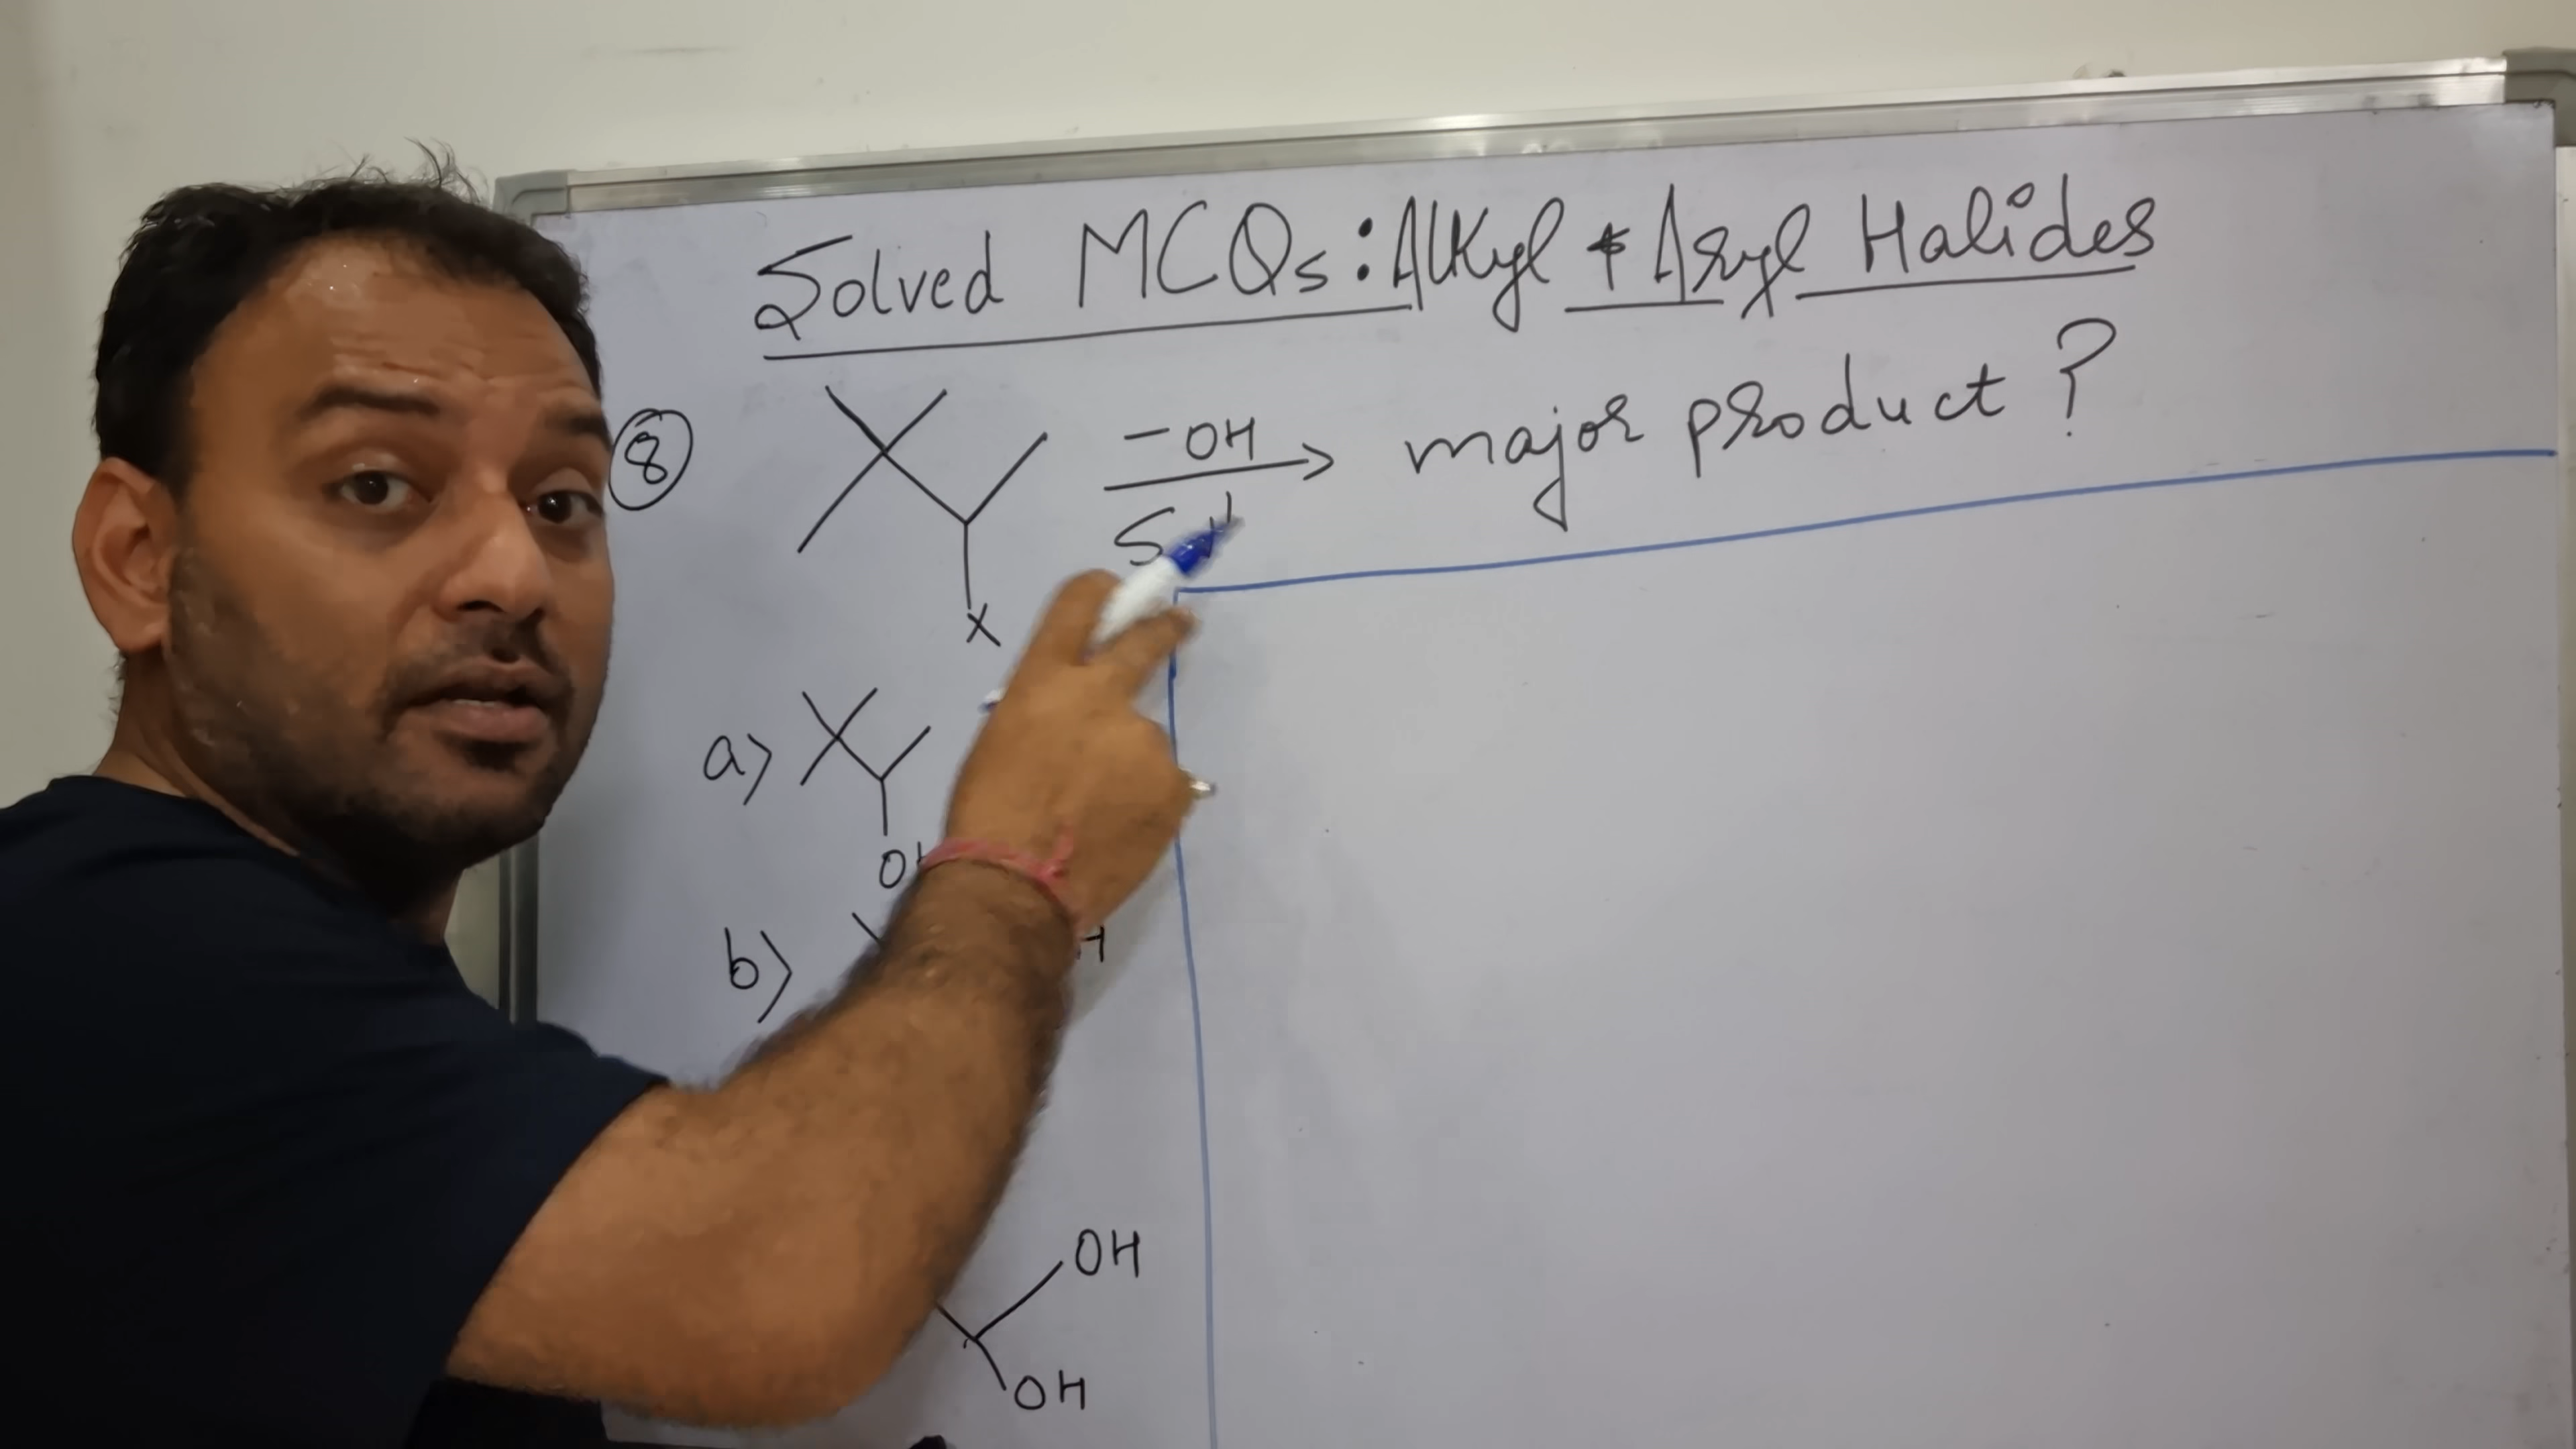 Solved MCQs: Alkyl & Aryl Halides
8
-OH
major product ?
X
a)
b)
OH
OH